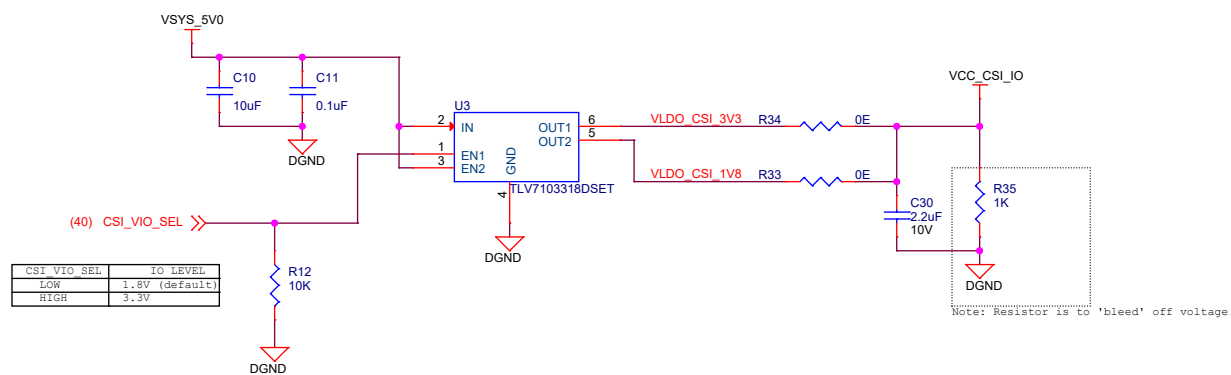 VSYS_5V0
C10
10uF
C11
0.1uF
DGND
U3
2
IN
1
EN1
3
EN2
GND
4
OUT1
6
OUT2
5
TLV7103318DSET
DGND
VLDO_CSI_3V3
R34
0E
VLDO_CSI_1V8
R33
0E
VCC_CSI_IO
C30
2.2uF
10V
R35
1K
DGND
Note: Resistor is to 'bleed' off voltage
(40) CSI_VIO_SEL
R12
10K
DGND
CSI_VIO_SEL IO LEVEL
LOW 1.8V (default)
HIGH 3.3V